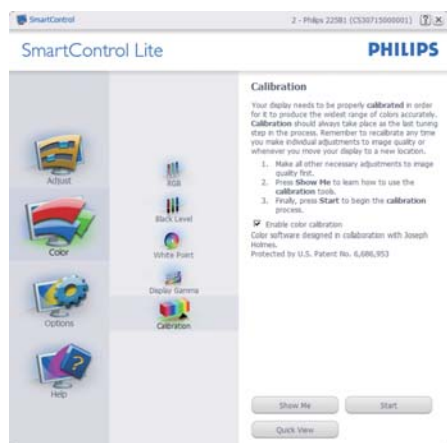 SmartControl
2 - Philips 225B1 (CS30715000001)
SmartControl Lite
PHILIPS
Adjust
Color
Options
Help
RGB
Black Level
White Point
Display Gamma
Calibration
Calibration
Your display needs to be properly calibrated in order
for it to produce the widest range of colors accurately.
Calibration should always take place as the last tuning
step in the process. Remember to recalibrate any time
you make individual adjustments to image quality or
whenever you move your display to a new location.
1. Make all other necessary adjustments to image
quality first.
2. Press Show Me to learn how to use the
calibration tools.
3. Finally, press Start to begin the calibration
process.
Enable color calibration
Color software designed in collaboration with Joseph
Holmes.
Protected by U.S. Patent No. 6,686,953
Show Me
Start
Quick View